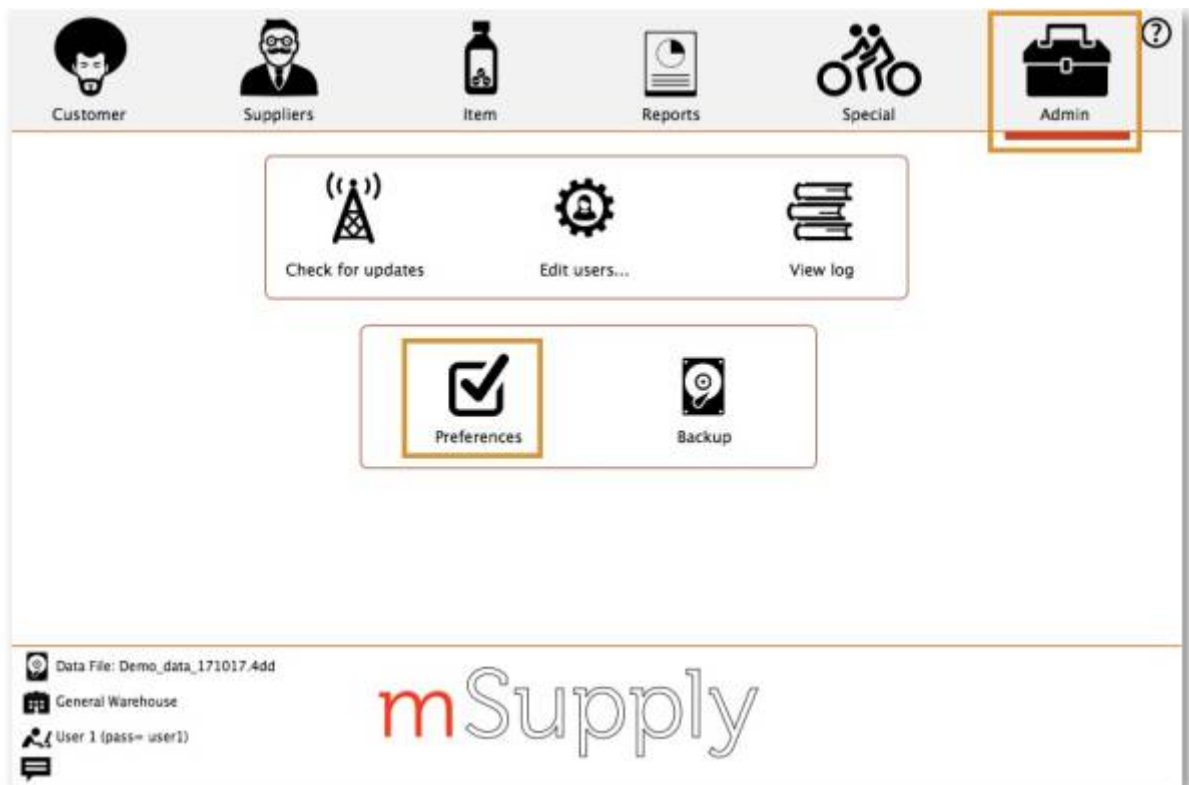 Customer
Suppliers
Item
Reports
Special
Admin
?
Check for updates
Edit users...
View log
Preferences
Backup
Data File: Demo_data_171017.4dd
General Warehouse
User 1 (pass= user1)
mSupply